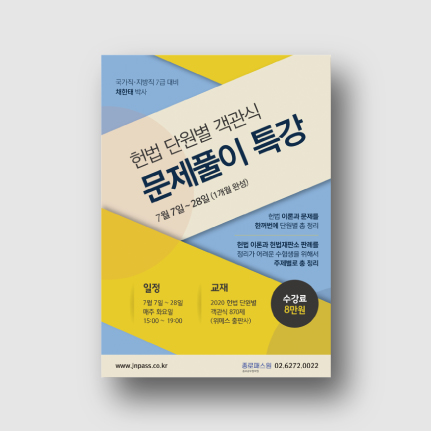 국가직·지방직 7급 대비
채한태 박사
헌법 단원별 객관식
문제풀이 특강
7월 7일 ~ 28일 (1개월 완성)
헌법 이론과 문제를
한꺼번에 단원별 총 정리
헌법 이론과 헌법재판소 판례를
정리가 어려운 수험생을 위해서
주제별로 총 정리
일정
7월 7일 ~ 28일
매주 화요일
15:00 ~ 19:00
교재
2020 헌법 단원별
객관식 870제
(위패스 출판사)
수강료
8만원
www.jnpass.co.kr
종로패스원 02.6272.0022